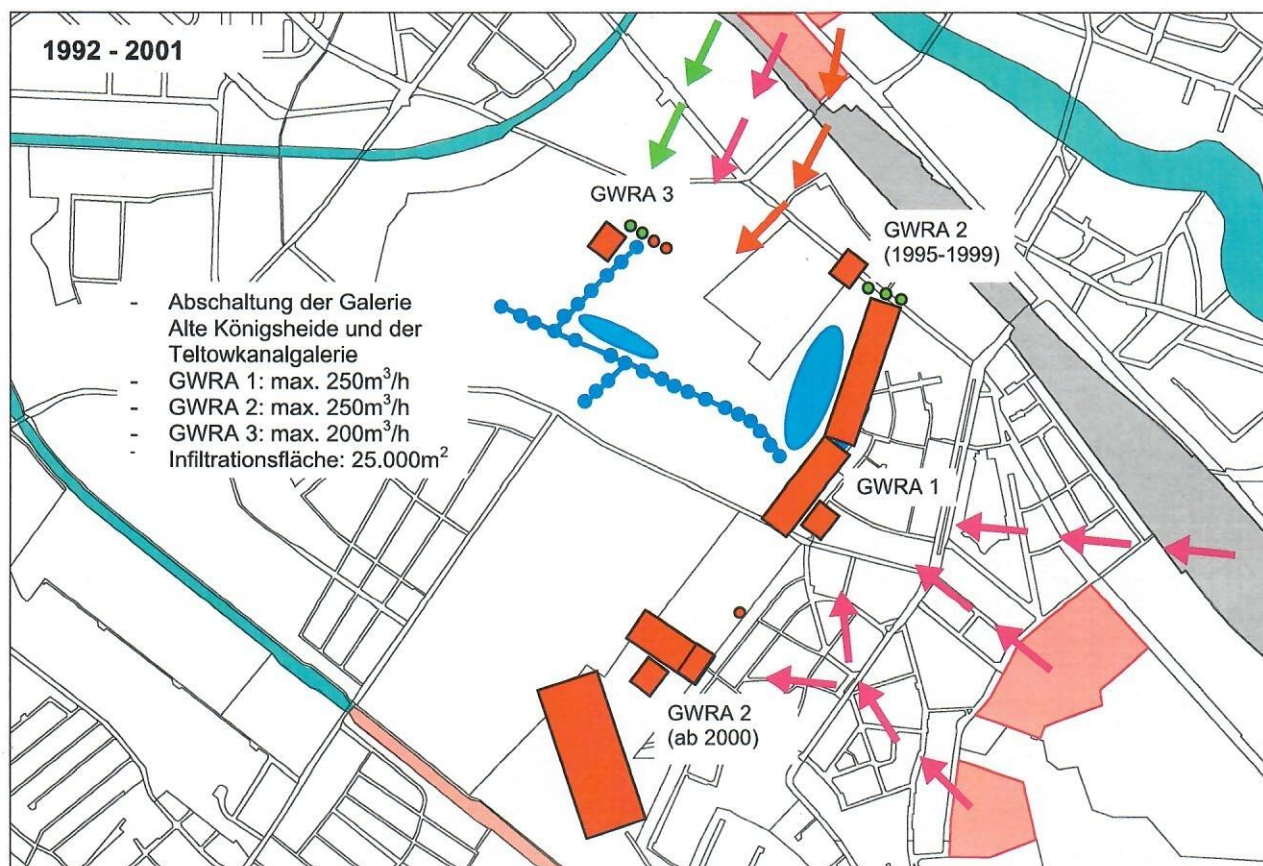 1992 - 2001
GWRA 3
GWRA 2
(1995-1999)
- Abschaltung der Galerie
Alte Königsheide und der
Teltowkanalgalerie
- GWRA 1: max. 250m³/h
- GWRA 2: max. 250m³/h
- GWRA 3: max. 200m³/h
- Infiltrationsfläche: 25.000m²
GWRA 1
GWRA 2
(ab 2000)